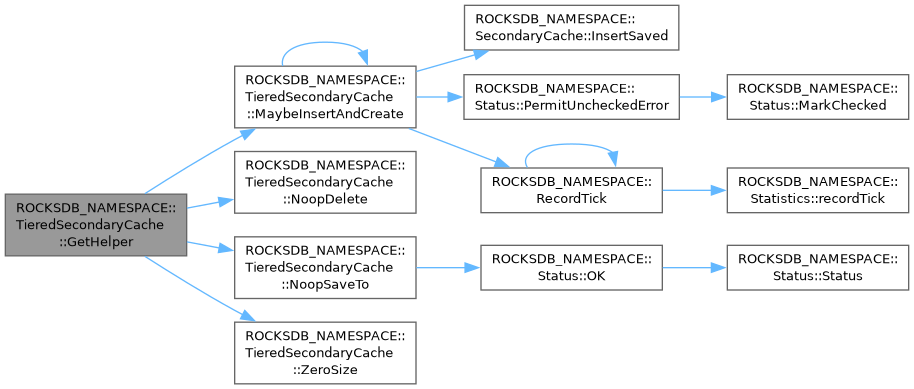 ROCKSDB_NAMESPACE::
TieredSecondaryCache
::GetHelper
ROCKSDB_NAMESPACE::
TieredSecondaryCache
::MaybeInsertAndCreate
ROCKSDB_NAMESPACE::
SecondaryCache::InsertSaved
ROCKSDB_NAMESPACE::
Status::PermitUncheckedError
ROCKSDB_NAMESPACE::
Status::MarkChecked
ROCKSDB_NAMESPACE::
RecordTick
ROCKSDB_NAMESPACE::
Statistics::recordTick
ROCKSDB_NAMESPACE::
TieredSecondaryCache
::NoopDelete
ROCKSDB_NAMESPACE::
TieredSecondaryCache
::NoopSaveTo
ROCKSDB_NAMESPACE::
Status::OK
ROCKSDB_NAMESPACE::
Status::Status
ROCKSDB_NAMESPACE::
TieredSecondaryCache
::ZeroSize